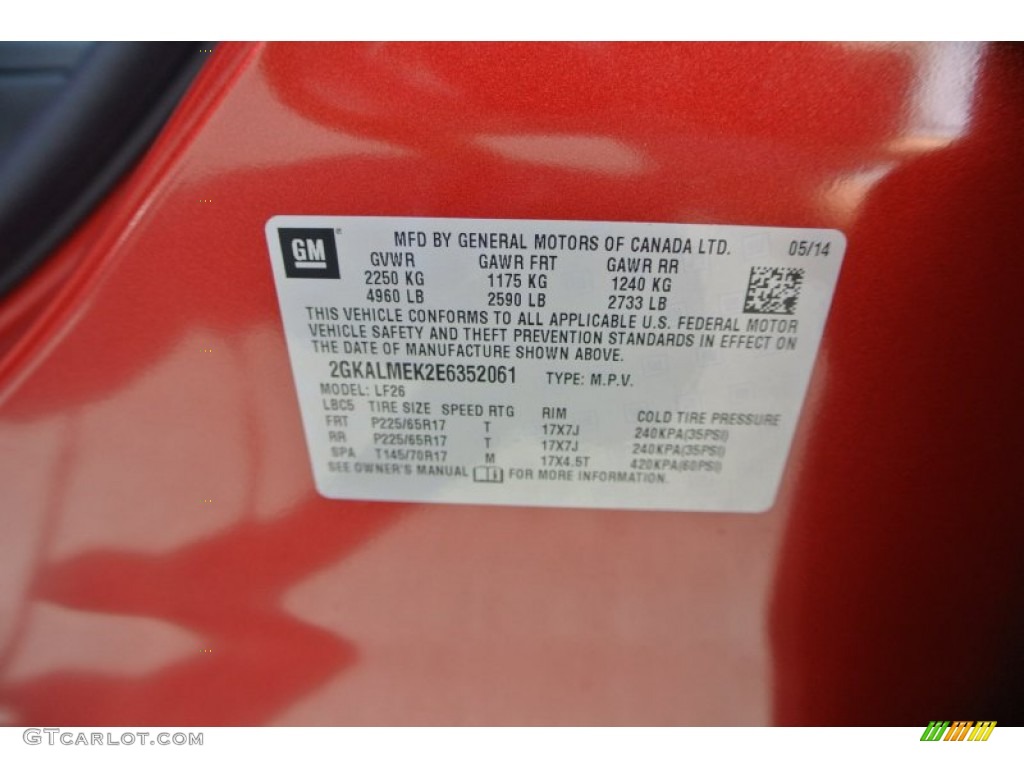 GM
MFD BY GENERAL MOTORS OF CANADA LTD. 05/14
GVWR GAWR FRT GAWR RR
2250 KG 1175 KG 1240 KG
4960 LB 2590 LB 2733 LB
THIS VEHICLE CONFORMS TO ALL APPLICABLE U.S. FEDERAL MOTOR
VEHICLE SAFETY AND THEFT PREVENTION STANDARDS IN EFFECT ON
THE DATE OF MANUFACTURE SHOWN ABOVE.
2GKALMEK2E6352061 TYPE: M.P.V.
MODEL: LF26
LBC5 TIRE SIZE SPEED RTG RIM COLD TIRE PRESSURE
FRT P225/65R17 T 17X7J 240KPA(35PSI)
RR P225/65R17 T 17X7J 240KPA(35PSI)
SPA T145/70R17 M 17X4.5T 420KPA(60PSI)
SEE OWNER'S MANUAL FOR MORE INFORMATION.
GTcarlot.com